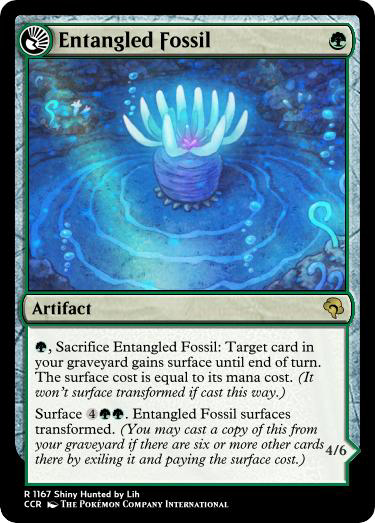 Entangled Fossil
Artifact
, Sacrifice Entangled Fossil: Target card in
your graveyard gains surface until end of turn.
The surface cost is equal to its mana cost. (It
won't surface transformed if cast this way.)
Surface 4. Entangled Fossil surfaces
transformed. (You may cast a copy of this from
your graveyard if there are six or more other cards
there by exiling it and paying the surface cost.)
4/6
R 1167 Shiny Hunted by Lih
CCR The Pokémon Company International